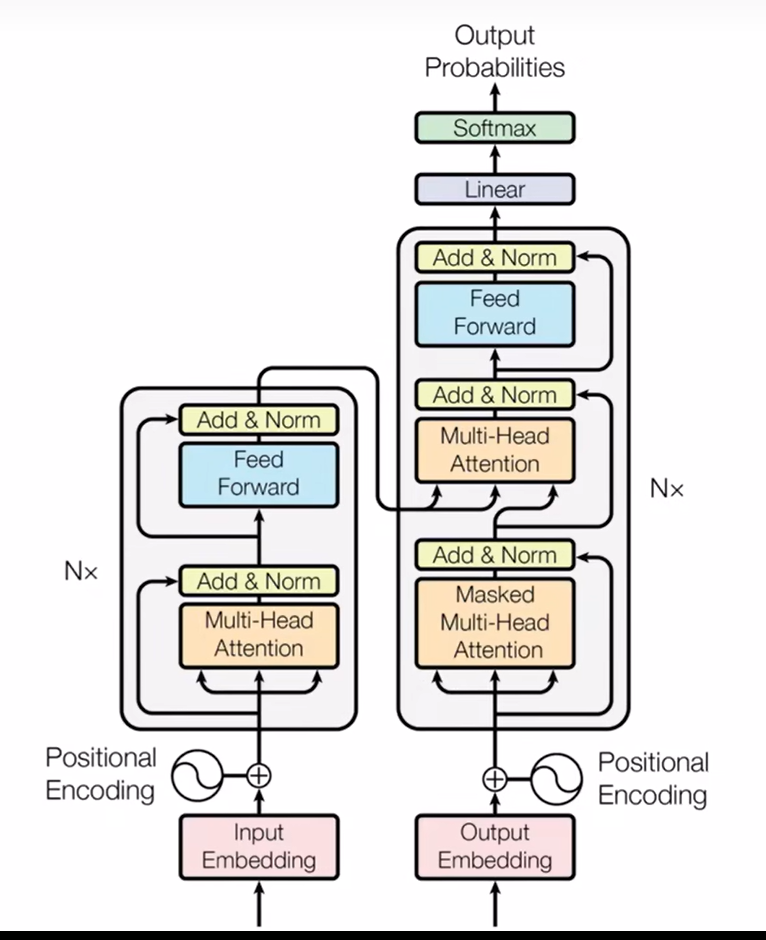 Output
Probabilities
Softmax
Linear
Add & Norm
Feed
Forward
Add & Norm
Multi-Head
Attention
Nx
Add & Norm
Masked
Multi-Head
Attention
Add & Norm
Feed
Forward
Nx
Add & Norm
Multi-Head
Attention
Positional
Encoding
Input
Embedding
Output
Embedding
Positional
Encoding